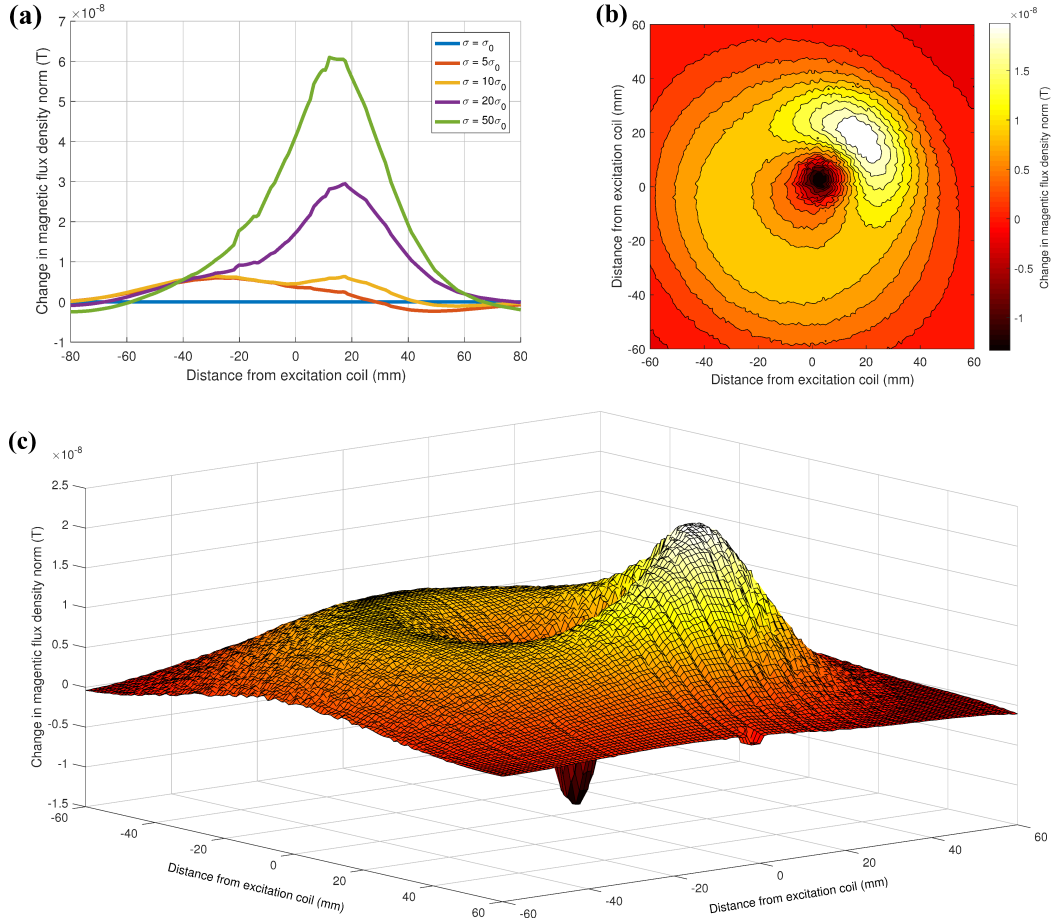 (a)
×10⁻⁸
7
6
5
4
3
2
1
0
-1
Change in magnetic flux density norm (T)
σ = σ₀
σ = 5σ₀
σ = 10σ₀
σ = 20σ₀
σ = 50σ₀
-80 -60 -40 -20 0 20 40 60 80
Distance from excitation coil (mm)
(b)
60
40
20
0
-20
-40
-60
Distance from excitation coil (mm)
-60 -40 -20 0 20 40 60
Distance from excitation coil (mm)
×10⁻⁸
1.5
1
0.5
0
-0.5
-1
Change in magentic flux density norm (T)
(c)
×10⁻⁸
2.5
2
1.5
1
0.5
0
-0.5
-1
-1.5
Change in magentic flux density norm (T)
-60 -40 -20 0 20 40 60
Distance from excitation coil (mm)
-60 -40 -20 0 20 40 60
Distance from excitation coil (mm)